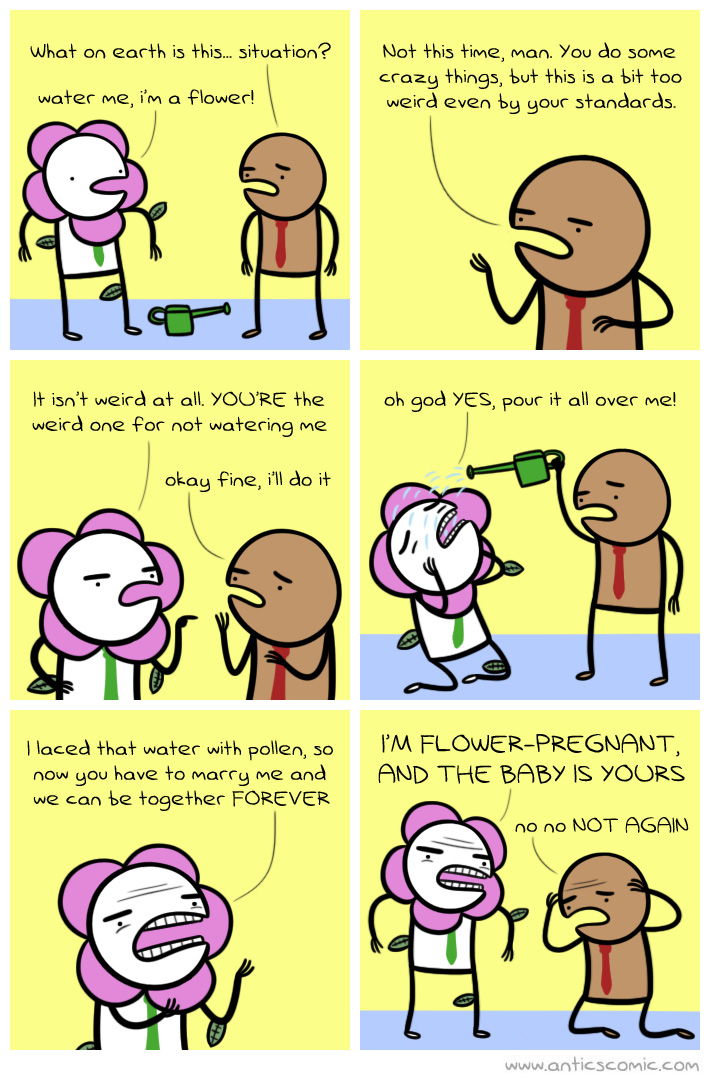 What on earth is this... situation?
water me, i'm a flower!
Not this time, man. You do some
crazy things, but this is a bit too
weird even by your standards.
It isn't weird at all. YOU'RE the
weird one for not watering me
okay fine, i'll do it
oh god YES, pour it all over me!
I laced that water with pollen, so
now you have to marry me and
we can be together FOREVER
I'M FLOWER-PREGNANT,
AND THE BABY IS YOURS
no no NOT AGAIN
www.anticscomic.com